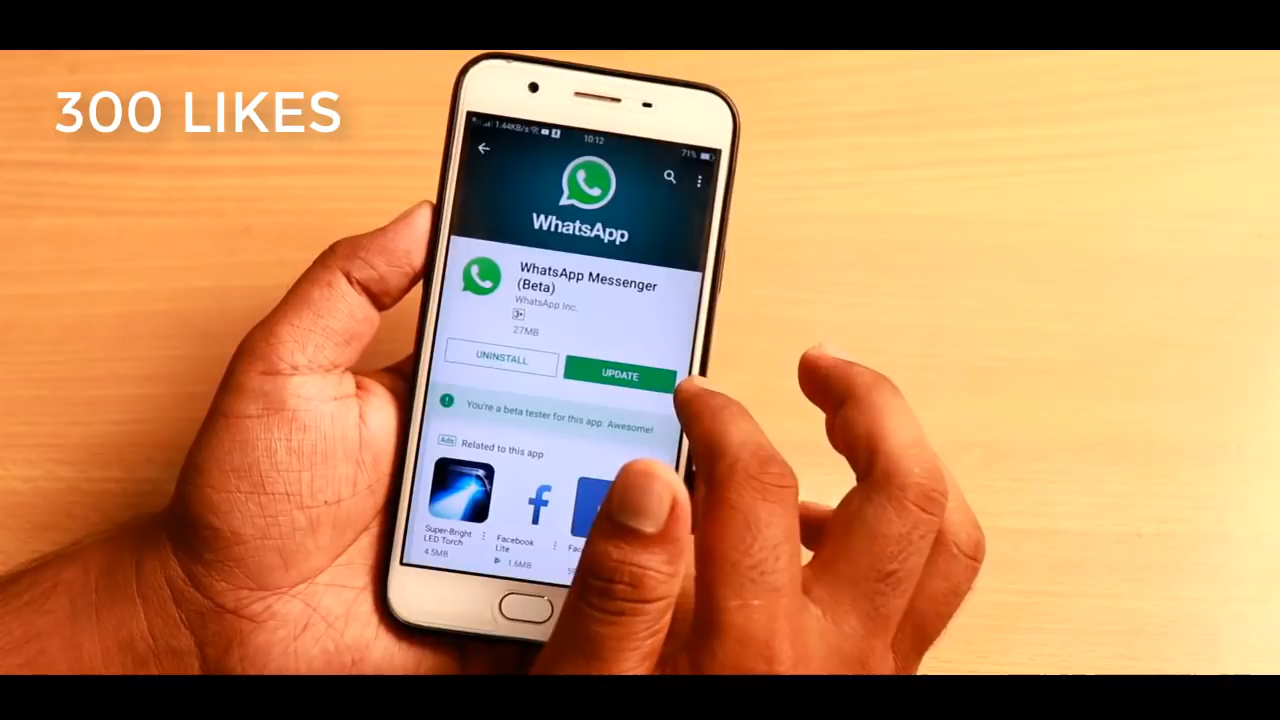 300 LIKES
1.44KB/s
10:12
71%
WhatsApp
WhatsApp Messenger
(Beta)
WhatsApp Inc.
3+
27MB
UNINSTALL
UPDATE
You're a beta tester for this app. Awesome!
Ads Related to this app
Super-Bright
LED Torch
4.5MB
Facebook
Lite
1.6MB